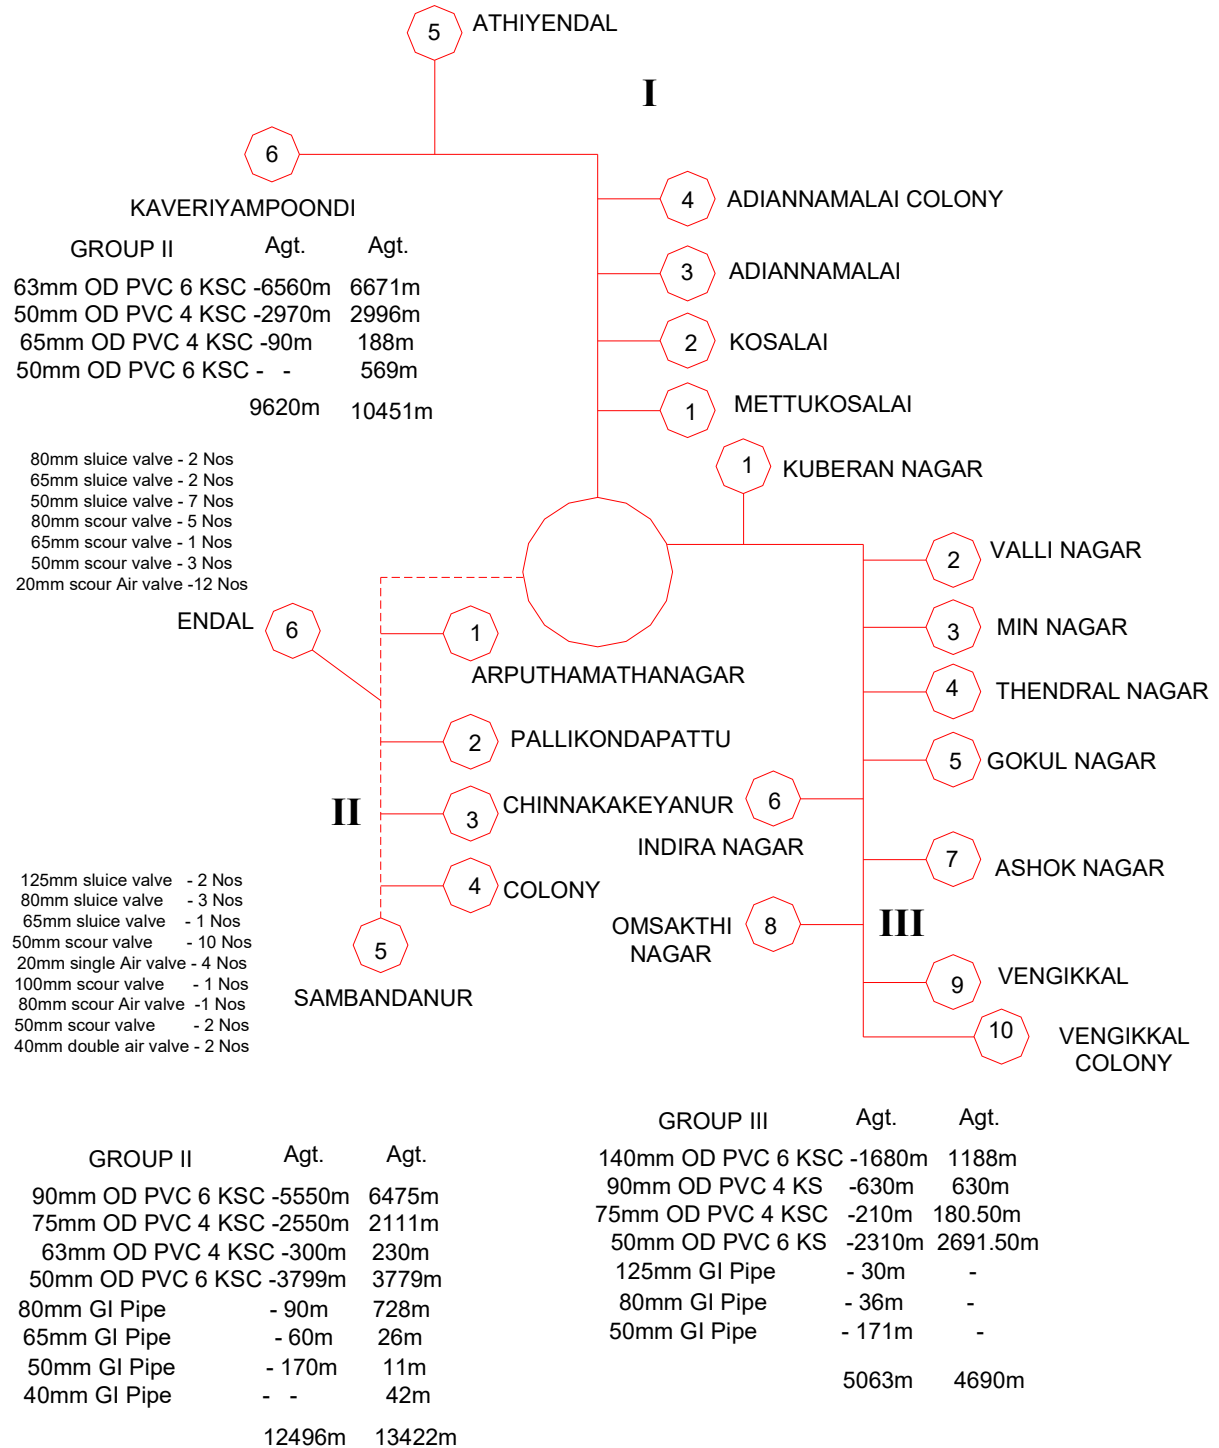 5 ATHIYENDAL
I
6
KAVERIYAMPOONDI
4 ADIANNAMALAI COLONY
3 ADIANNAMALAI
2 KOSALAI
1 METTUKOSALAI
GROUP II Agt. Agt.
63mm OD PVC 6 KSC -6560m 6671m
50mm OD PVC 4 KSC -2970m 2996m
65mm OD PVC 4 KSC -90m 188m
50mm OD PVC 6 KSC - - 569m
9620m 10451m
80mm sluice valve - 2 Nos
65mm sluice valve - 2 Nos
50mm sluice valve - 7 Nos
80mm scour valve - 5 Nos
65mm scour valve - 1 Nos
50mm scour valve - 3 Nos
20mm scour Air valve -12 Nos
1 KUBERAN NAGAR
2 VALLI NAGAR
3 MIN NAGAR
4 THENDRAL NAGAR
5 GOKUL NAGAR
6
INDIRA NAGAR
7 ASHOK NAGAR
OMSAKTHI
NAGAR
8
III
9 VENGIKKAL
10 VENGIKKAL
COLONY
ENDAL 6
1
ARPUTHAMATHANAGAR
2 PALLIKONDAPATTU
II
3 CHINNAKAKEYANUR
4 COLONY
5
SAMBANDANUR
125mm sluice valve - 2 Nos
80mm sluice valve - 3 Nos
65mm sluice valve - 1 Nos
50mm scour valve - 10 Nos
20mm single Air valve - 4 Nos
100mm scour valve - 1 Nos
80mm scour Air valve -1 Nos
50mm scour valve - 2 Nos
40mm double air valve - 2 Nos
GROUP II Agt. Agt.
90mm OD PVC 6 KSC -5550m 6475m
75mm OD PVC 4 KSC -2550m 2111m
63mm OD PVC 4 KSC -300m 230m
50mm OD PVC 6 KSC -3799m 3779m
80mm GI Pipe - 90m 728m
65mm GI Pipe - 60m 26m
50mm GI Pipe - 170m 11m
40mm GI Pipe - - 42m
12496m 13422m
GROUP III Agt. Agt.
140mm OD PVC 6 KSC -1680m 1188m
90mm OD PVC 4 KS -630m 630m
75mm OD PVC 4 KSC -210m 180.50m
50mm OD PVC 6 KS -2310m 2691.50m
125mm GI Pipe - 30m -
80mm GI Pipe - 36m -
50mm GI Pipe - 171m -
5063m 4690m